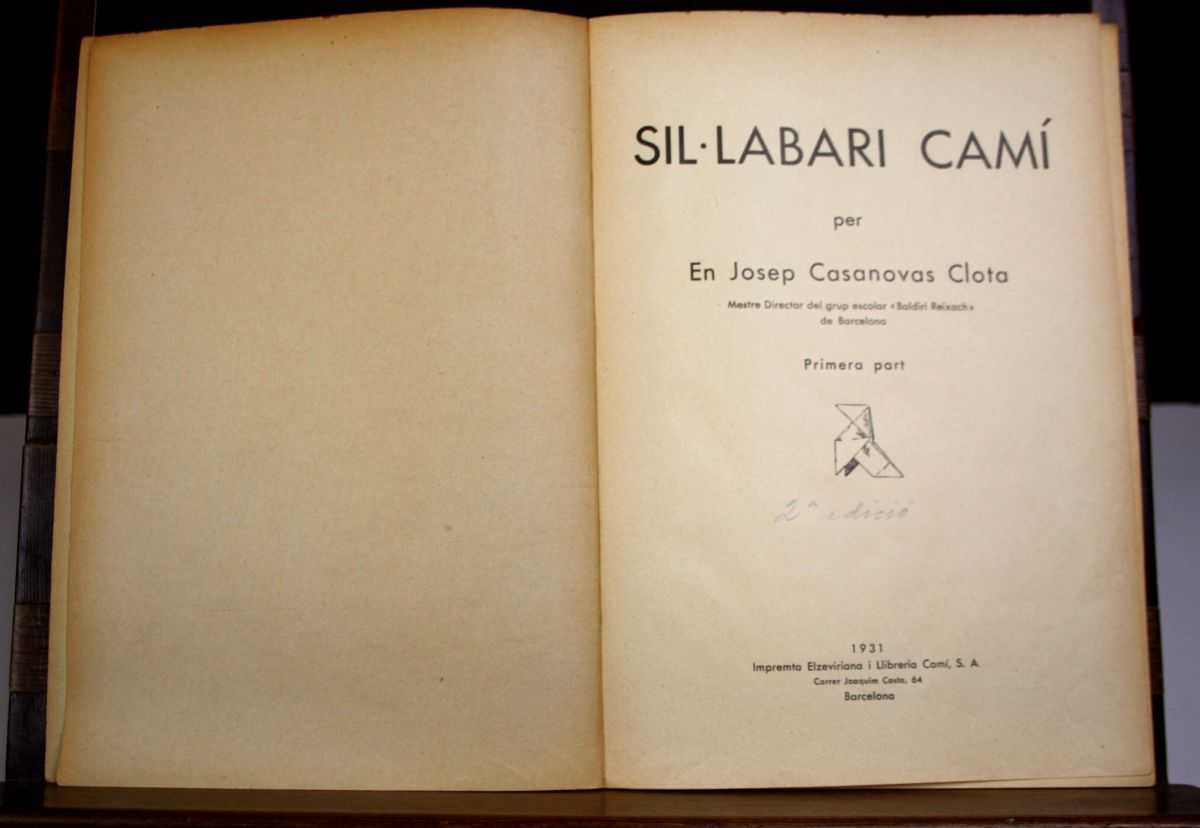 SIL·LABARI CAMÍ
per
En Josep Casanovas Clota
Mestre Director del grup escolar «Baldiri Reixach»
de Barcelona
Primera part
2ª edició
1931
Impremta Elzeviriana i Llibreria Camí, S. A.
Carrer Joaquim Costa, 64
Barcelona